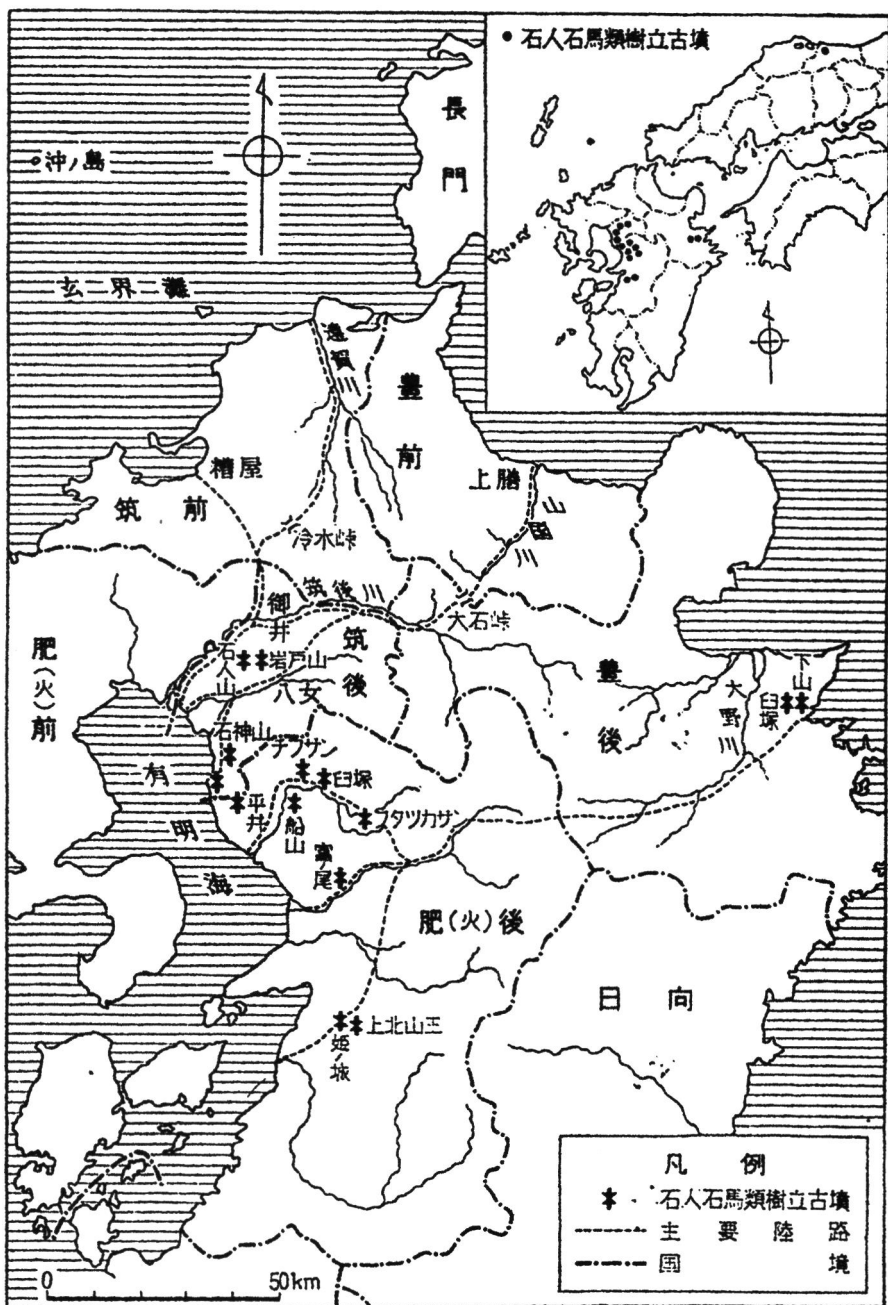 石人石馬類樹立古墳
長門
沖ノ島
玄界灘
遠賀川
豊前
糟屋
筑前
上膳
山国川
冷水峠
筑後川
御井
大石峠
肥(火)前
石人山
岩戸山
筑後
八女
豊後
大野川
下山
臼塚
石神山
チブサン
臼塚
有明海
平井
船山
フタツカサン
富ノ尾
肥(火)後
日向
上北山王
姫ノ城
凡例
石人石馬類樹立古墳
主要陸路
国境
0 50km